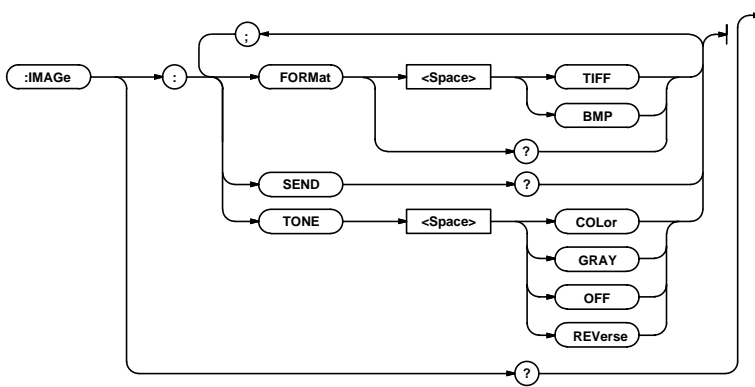 ;
:IMAGe : FORMat <Space> TIFF
BMP
?
SEND ?
TONE <Space> COLor
GRAY
OFF
REVerse
?